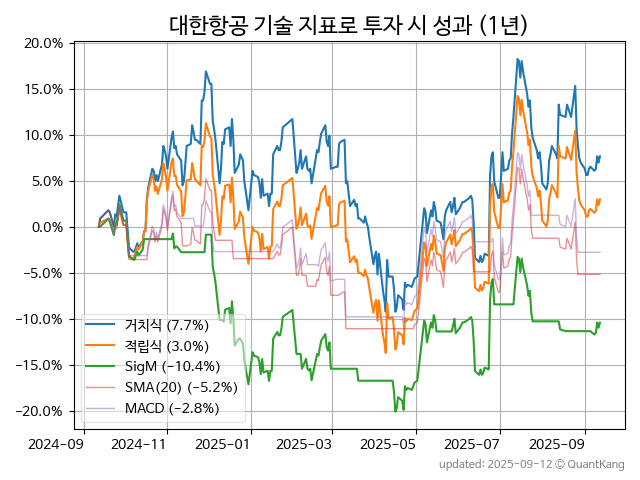 대한항공 기술 지표로 투자 시 성과 (1년)
20.0%
15.0%
10.0%
5.0%
0.0%
−5.0%
−10.0%
−15.0%
−20.0%
거치식 (7.7%)
적립식 (3.0%)
SigM (−10.4%)
SMA(20) (−5.2%)
MACD (−2.8%)
2024-09 2024-11 2025-01 2025-03 2025-05 2025-07 2025-09
updated: 2025-09-12 © QuantKang